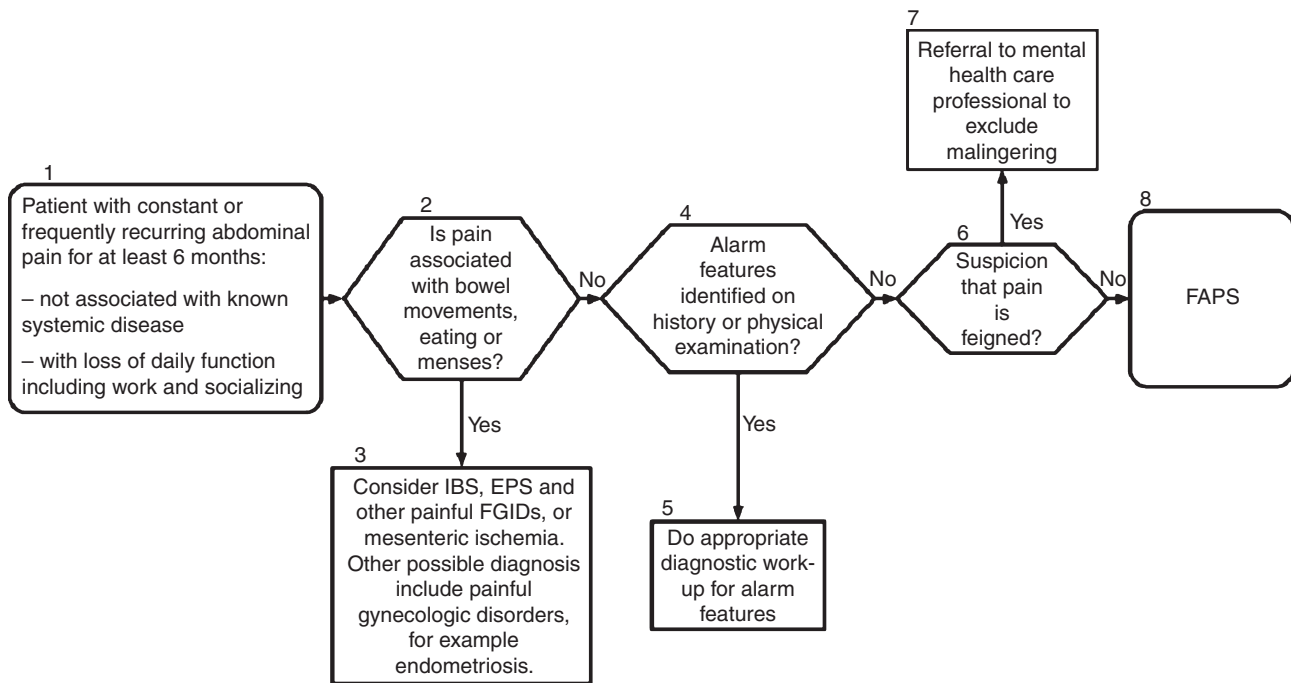 1
Patient with constant or
frequently recurring abdominal
pain for at least 6 months:
– not associated with known
systemic disease
– with loss of daily function
including work and socializing
2
Is pain
associated
with bowel
movements,
eating or
menses?
No
Yes
3
Consider IBS, EPS and
other painful FGIDs, or
mesenteric ischemia.
Other possible diagnosis
include painful
gynecologic disorders,
for example
endometriosis.
4
Alarm
features
identified on
history or physical
examination?
No
Yes
5
Do appropriate
diagnostic work-
up for alarm
features
6
Suspicion
that pain
is
feigned?
Yes
No
7
Referral to mental
health care
professional to
exclude
malingering
8
FAPS